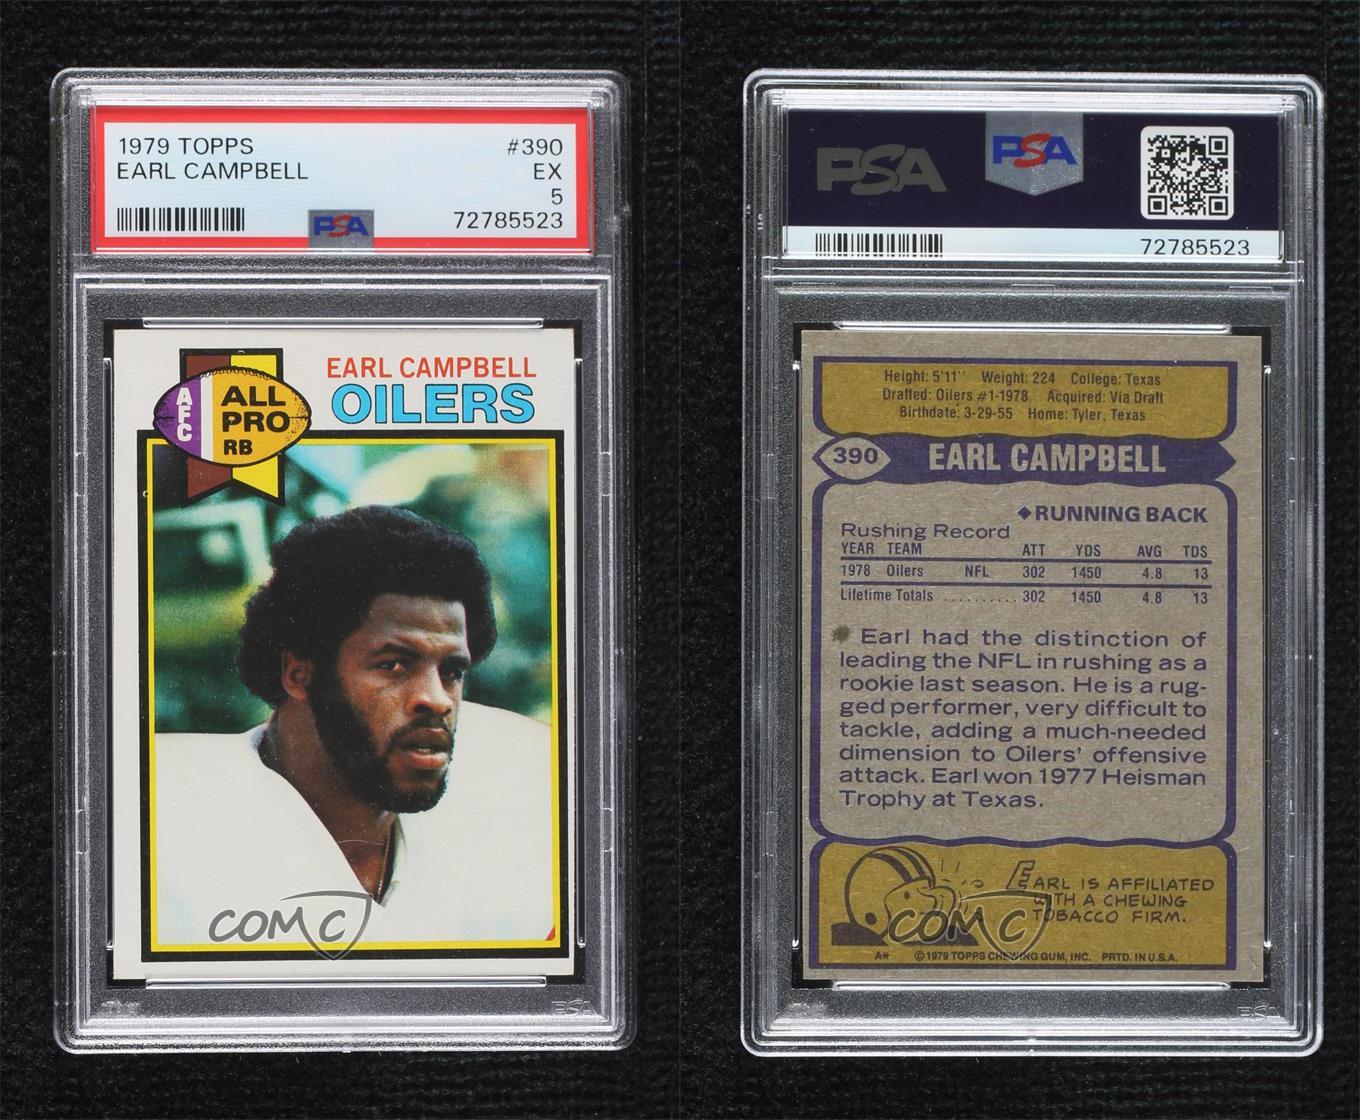 1979 TOPPS #390
EARL CAMPBELL EX
5
PSA 72785523
AFC
ALL
PRO
RB
EARL CAMPBELL
OILERS
COMC
PSA
PSA PSA
72785523
Height: 5'11" Weight: 224 College: Texas
Drafted: Oilers #1-1978 Acquired: Via Draft
Birthdate: 3-29-55 Home: Tyler, Texas
390 EARL CAMPBELL
◆RUNNING BACK
Rushing Record
YEAR TEAM ATT YDS AVG TDS
1978 Oilers NFL 302 1450 4.8 13
Lifetime Totals .......... 302 1450 4.8 13
Earl had the distinction of
leading the NFL in rushing as a
rookie last season. He is a rug-
ged performer, very difficult to
tackle, adding a much-needed
dimension to Oilers' offensive
attack. Earl won 1977 Heisman
Trophy at Texas.
EARL IS AFFILIATED
WITH A CHEWING
TOBACCO FIRM.
COMC
A* ©1979 TOPPS CHEWING GUM, INC. PRTD. IN U.S.A.
PSA